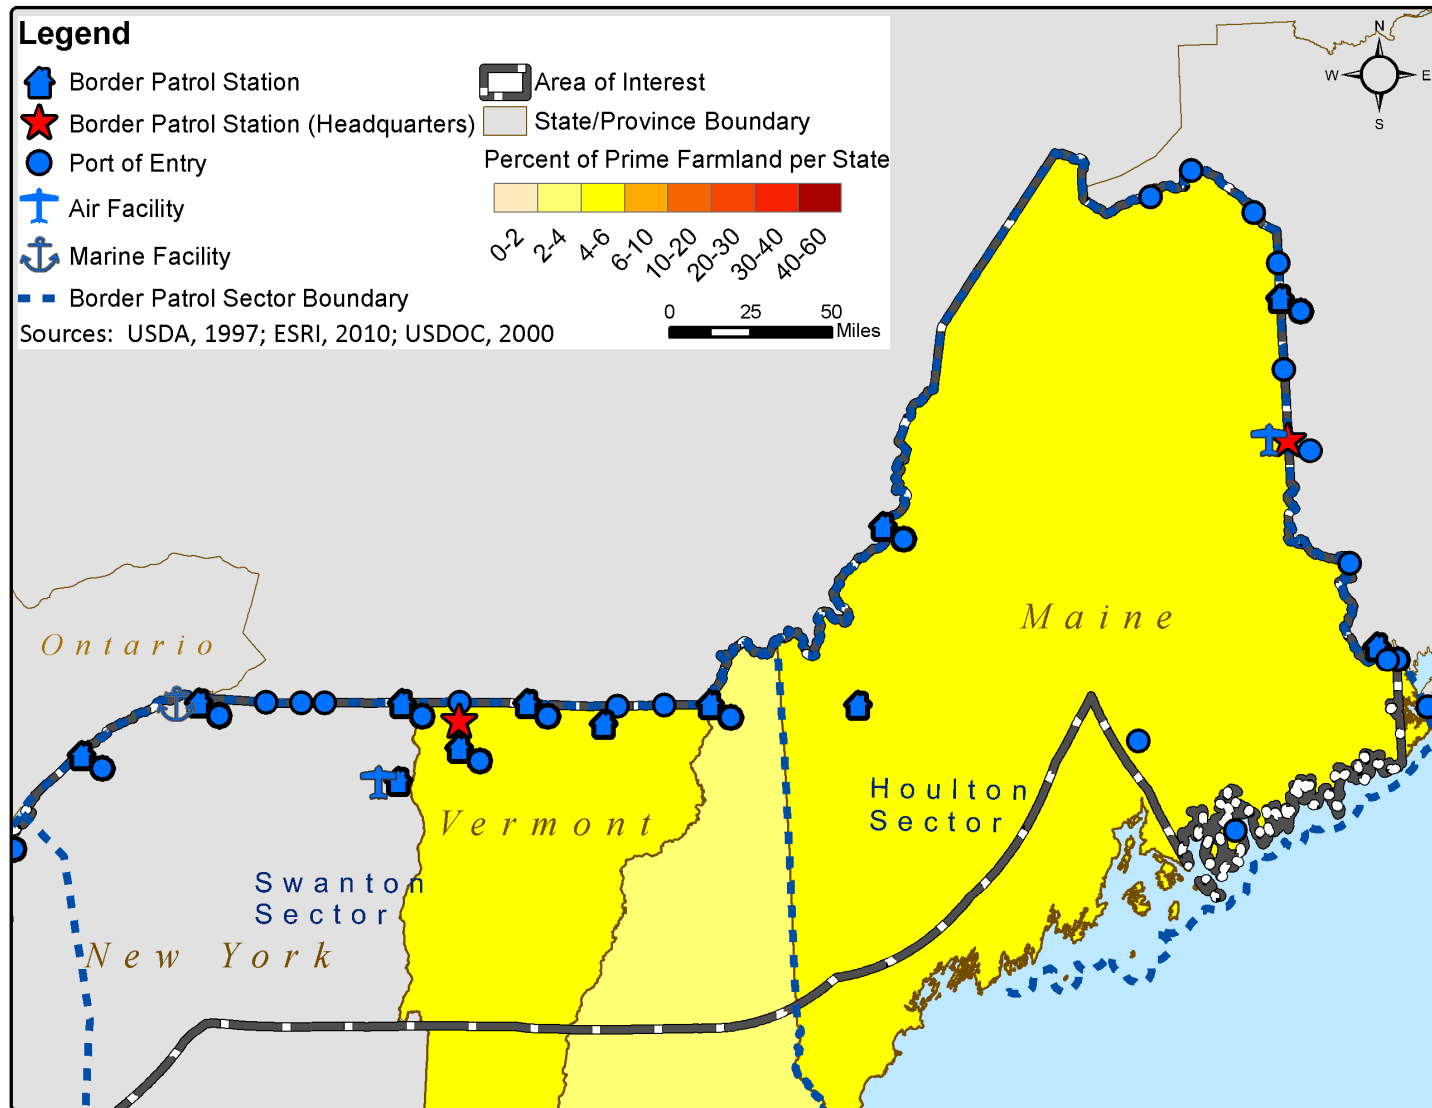 Legend
Border Patrol Station
Border Patrol Station (Headquarters)
Port of Entry
Air Facility
Marine Facility
Border Patrol Sector Boundary
Sources: USDA, 1997; ESRI, 2010; USDOC, 2000
Area of Interest
State/Province Boundary
Percent of Prime Farmland per State
0-2
2-4
4-6
6-10
10-20
20-30
30-40
40-60
0 25 50
Miles
N
W E
S
Ontario
Maine
Houlton
Sector
Vermont
Swanton
Sector
New York